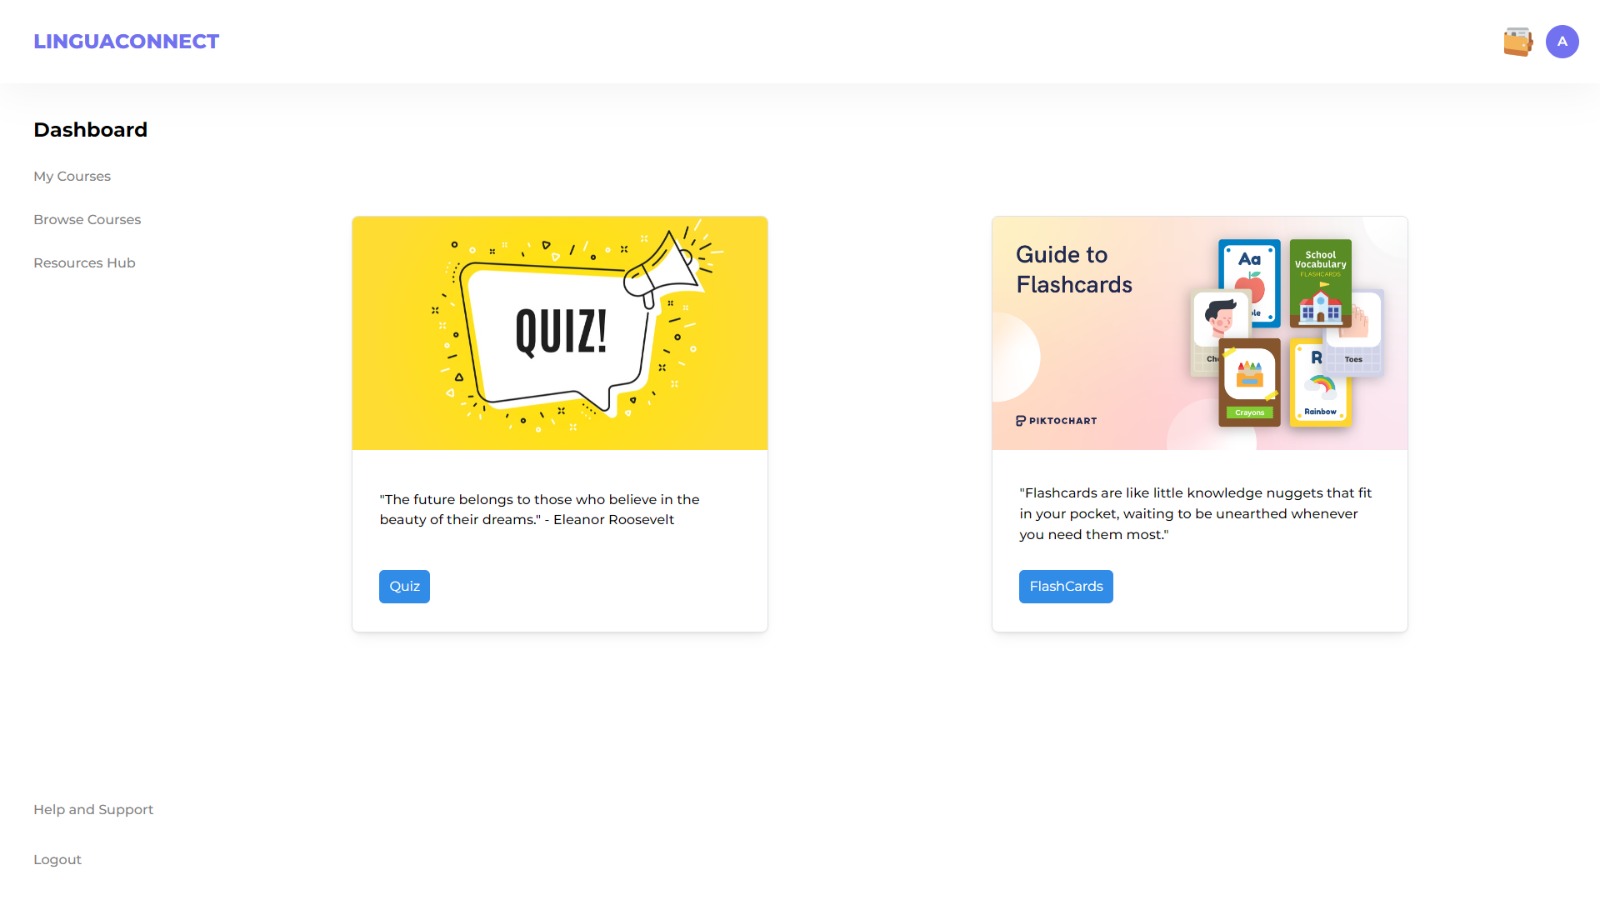 LINGUACONNECT
A
Dashboard
My Courses
Browse Courses
Resources Hub
QUIZ!
"The future belongs to those who believe in the
beauty of their dreams." - Eleanor Roosevelt
Quiz
Guide to
Flashcards
PIKTOCHART
Aa
School
Vocabulary
FLASHCARDS
Toes
Crayons
R
Rainbow
"Flashcards are like little knowledge nuggets that fit
in your pocket, waiting to be unearthed whenever
you need them most."
FlashCards
Help and Support
Logout